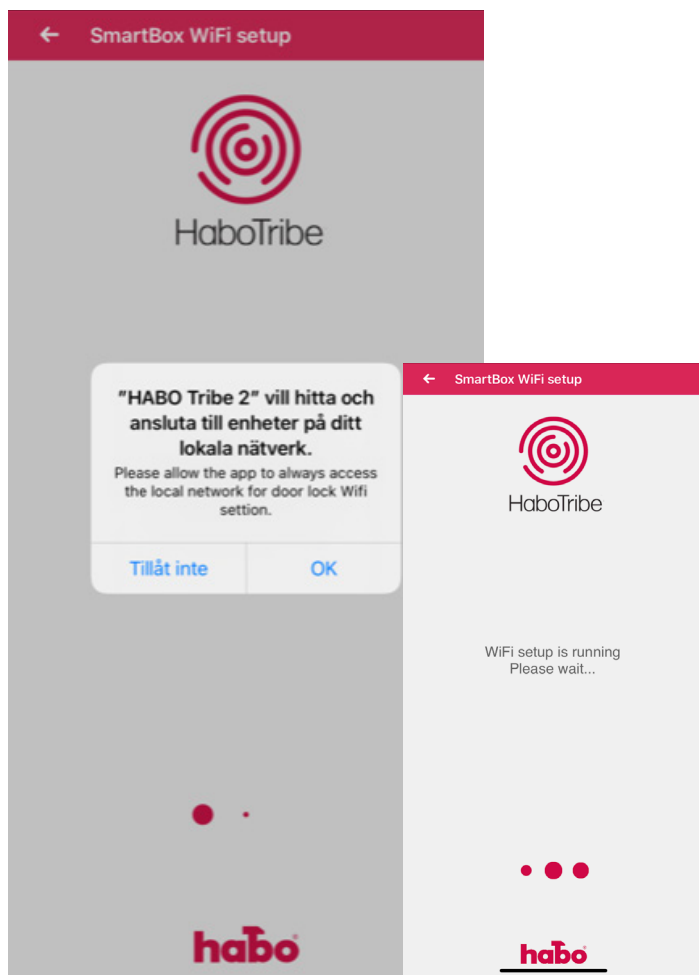 SmartBox WiFi setup
HaboTribe
"HABO Tribe 2" vill hitta och
ansluta till enheter på ditt
lokala nätverk.
Please allow the app to always access
the local network for door lock Wifi
settion.
Tillåt inte
OK
habo
SmartBox WiFi setup
HaboTribe
WiFi setup is running
Please wait...
habo